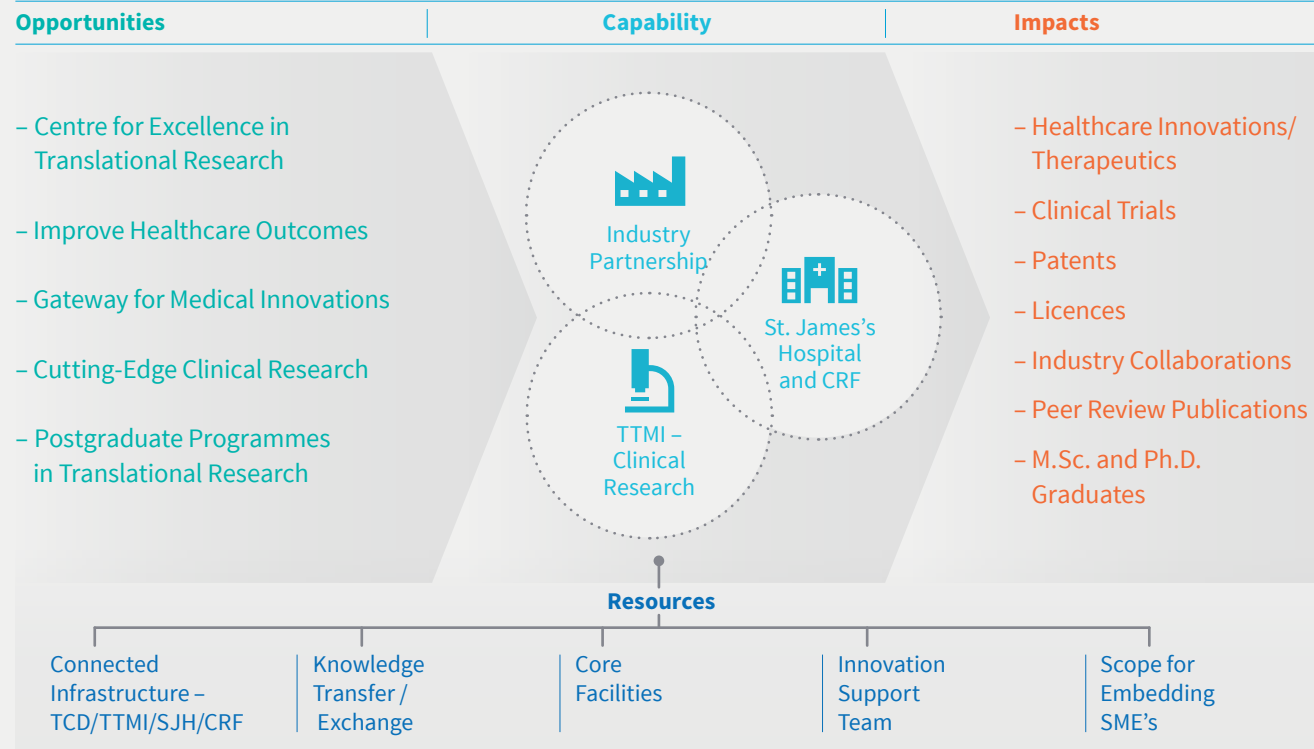 Opportunities
Capability
Impacts
– Centre for Excellence in
Translational Research
– Improve Healthcare Outcomes
– Gateway for Medical Innovations
– Cutting-Edge Clinical Research
– Postgraduate Programmes
in Translational Research
Industry
Partnership
St. James’s
Hospital
and CRF
TTMI –
Clinical
Research
– Healthcare Innovations/
Therapeutics
– Clinical Trials
– Patents
– Licences
– Industry Collaborations
– Peer Review Publications
– M.Sc. and Ph.D.
Graduates
Resources
Connected
Infrastructure –
TCD/TTMI/SJH/CRF
Knowledge
Transfer /
Exchange
Core
Facilities
Innovation
Support
Team
Scope for
Embedding
SME’s